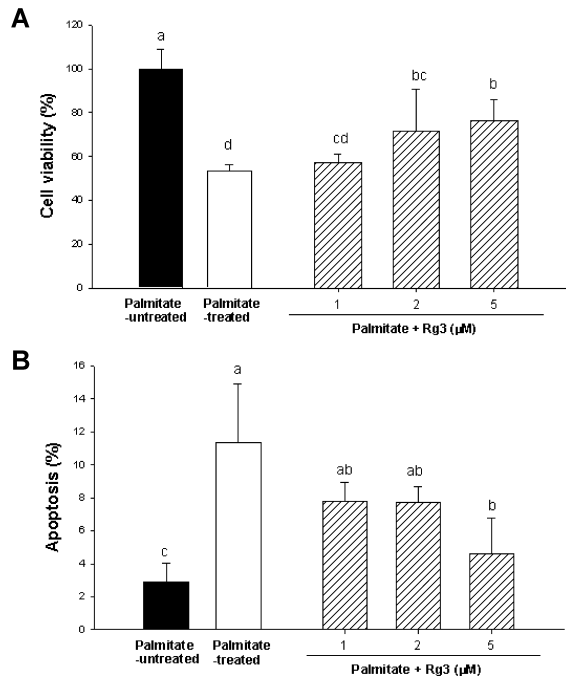 A
120
100
80
60
40
20
0
Cell viability (%)
a
d
cd
bc
b
Palmitate
-untreated
Palmitate
-treated
1
2
5
Palmitate + Rg3 (μM)
B
16
14
12
10
8
6
4
2
0
Apoptosis (%)
c
a
ab
ab
b
Palmitate
-untreated
Palmitate
-treated
1
2
5
Palmitate + Rg3 (μM)